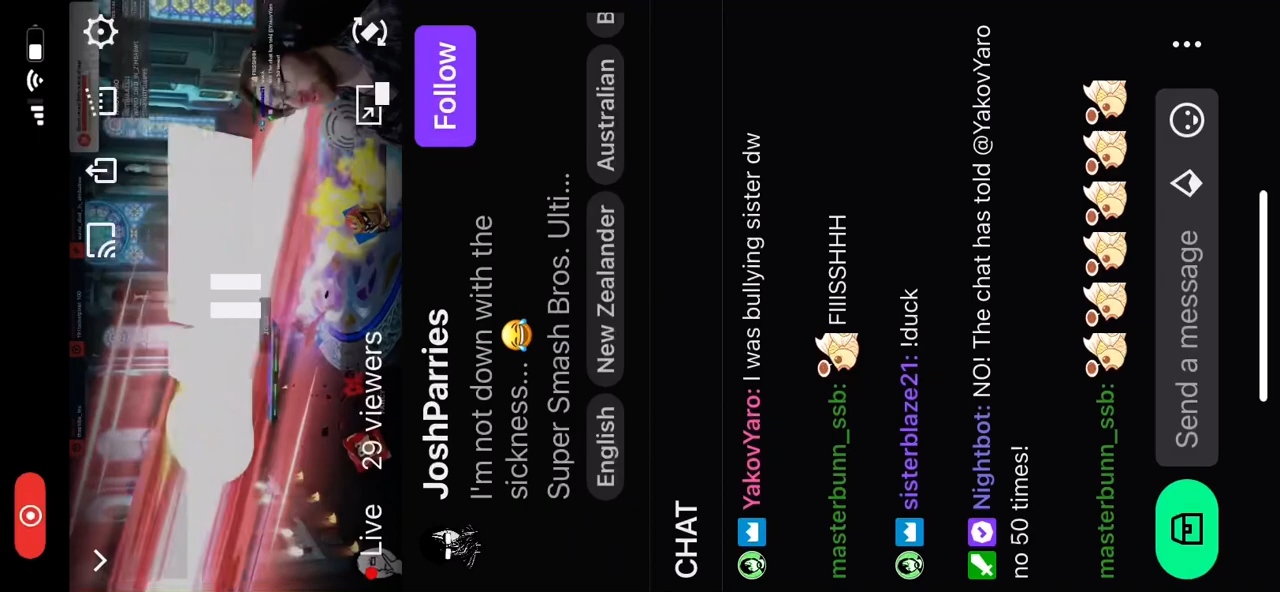 Live 29 viewers
JoshParries
Follow
I'm not down with the
sickness... 😂
Super Smash Bros. Ulti...
English New Zealander Australian B
CHAT
YakovYaro: I was bullying sister dw
masterbunn_ssb: FIIISSHHH
sisterblaze21: !duck
Nightbot: NO! The chat has told @YakovYaro
no 50 times!
masterbunn_ssb:
Send a message